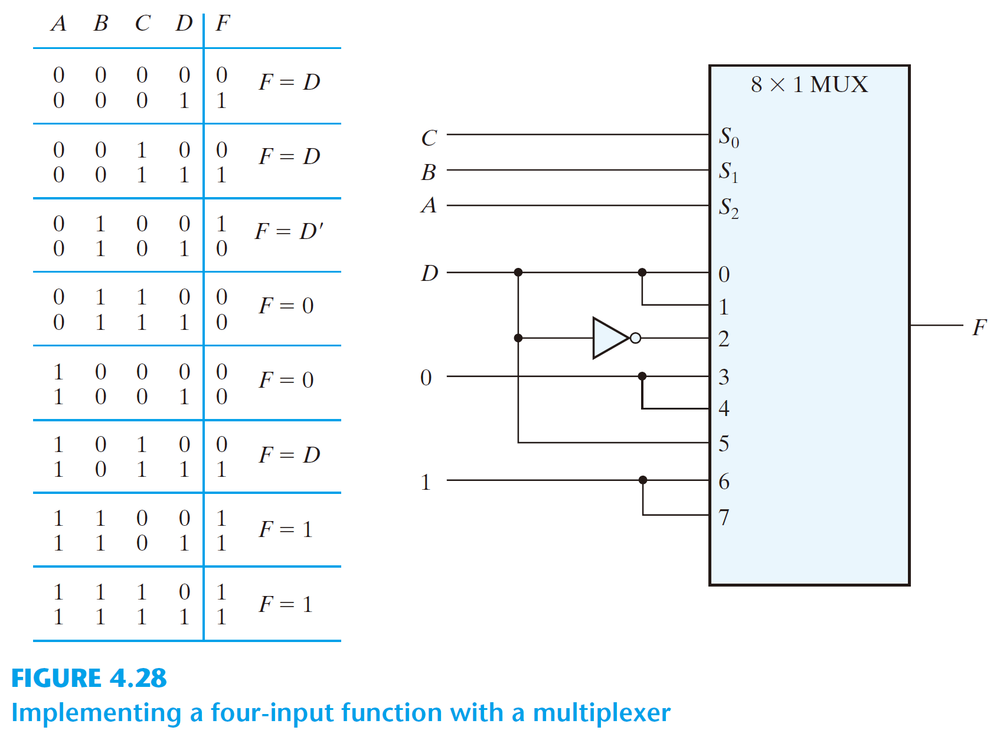 A B C D F
0 0 0 0 0
F = D
0 0 0 1 1
0 0 1 0 0
F = D
0 0 1 1 1
0 1 0 0 1
F = D′
0 1 0 1 0
0 1 1 0 0
F = 0
0 1 1 1 0
1 0 0 0 0
F = 0
1 0 0 1 0
1 0 1 0 0
F = D
1 0 1 1 1
1 1 0 0 1
F = 1
1 1 0 1 1
1 1 1 0 1
F = 1
1 1 1 1 1
8 × 1 MUX
C S₀
B S₁
A S₂
D 0
1
2
F
0 3
4
5
1 6
7
FIGURE 4.28
Implementing a four-input function with a multiplexer